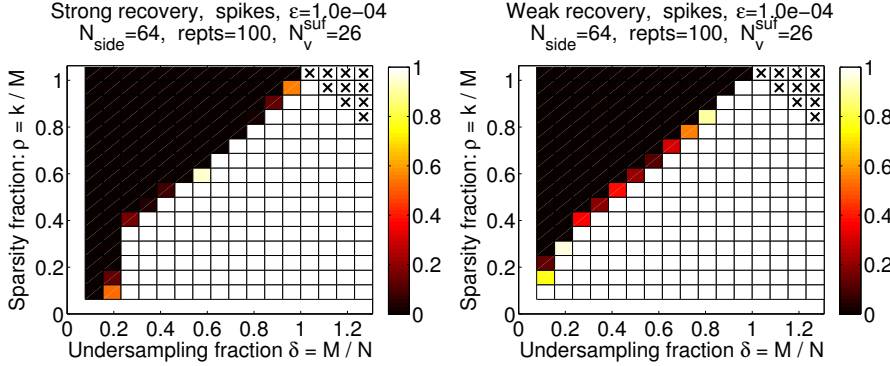 Strong recovery, spikes, ε=1.0e−04
N_side=64, repts=100, N_v^suf=26
Sparsity fraction: ρ = k / M
1
0.8
0.6
0.4
0.2
0
0 0.2 0.4 0.6 0.8 1 1.2
Undersampling fraction δ = M / N
1
0.8
0.6
0.4
0.2
0
Weak recovery, spikes, ε=1.0e−04
N_side=64, repts=100, N_v^suf=26
Sparsity fraction: ρ = k / M
1
0.8
0.6
0.4
0.2
0
0 0.2 0.4 0.6 0.8 1 1.2
Undersampling fraction δ = M / N
1
0.8
0.6
0.4
0.2
0